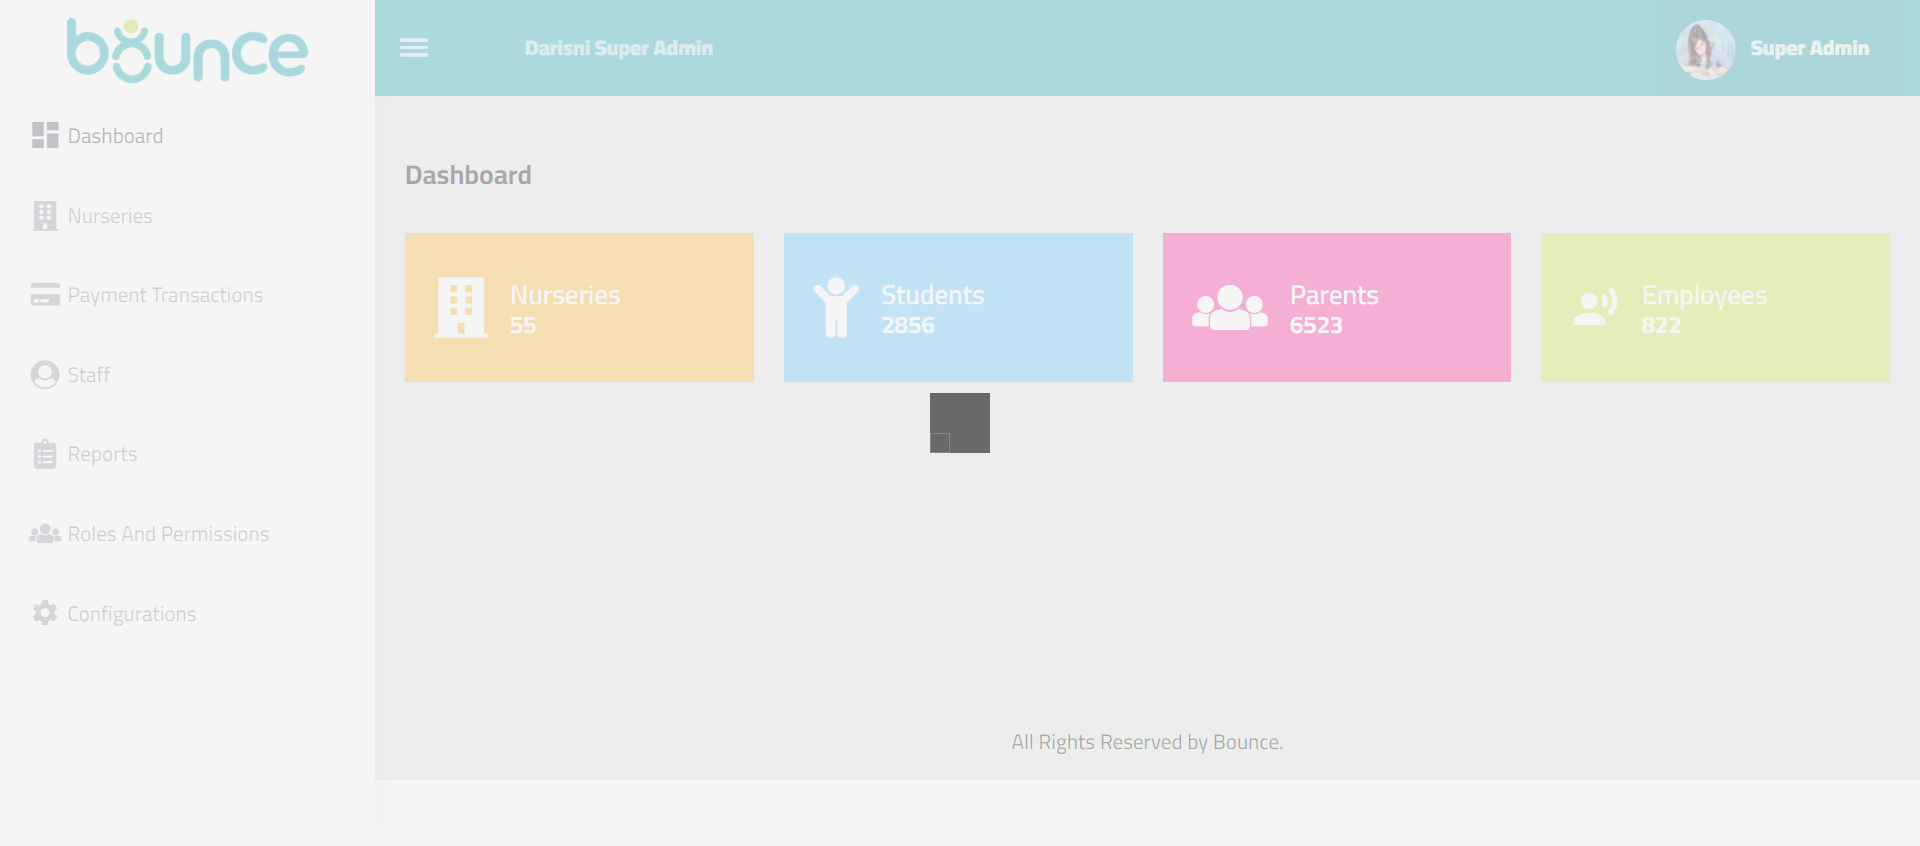 bounce
Darisni Super Admin
Super Admin
Dashboard
Nurseries
Payment Transactions
Staff
Reports
Roles And Permissions
Configurations
Dashboard
Nurseries
55
Students
2856
Parents
6523
Employees
822
All Rights Reserved by Bounce.